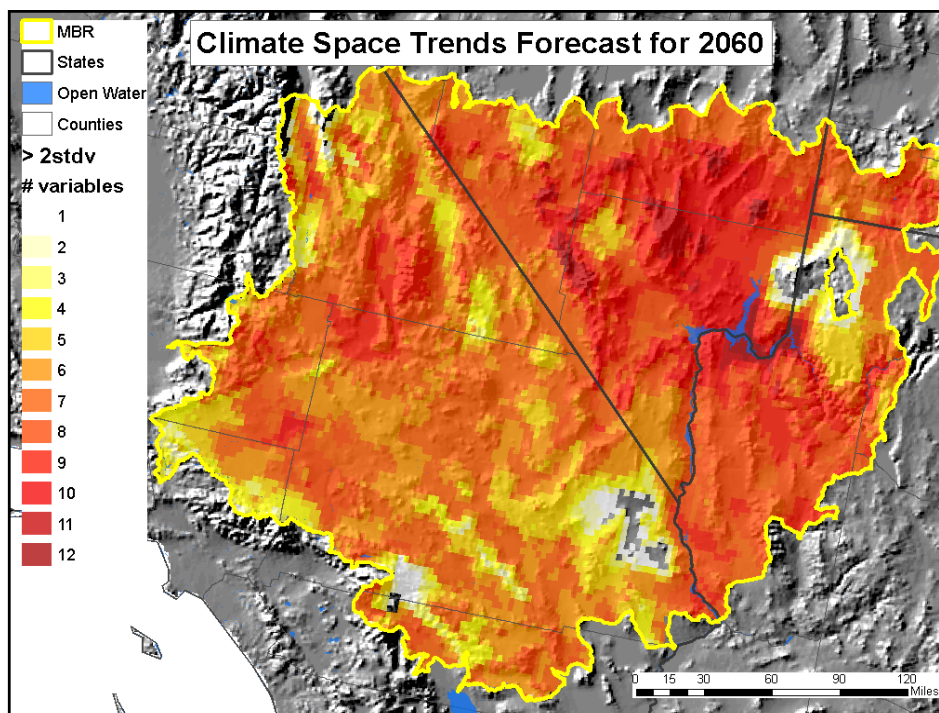 Climate Space Trends Forecast for 2060
MBR
States
Open Water
Counties
> 2stdv
# variables
1
2
3
4
5
6
7
8
9
10
11
12
0 15 30 60 90 120
Miles